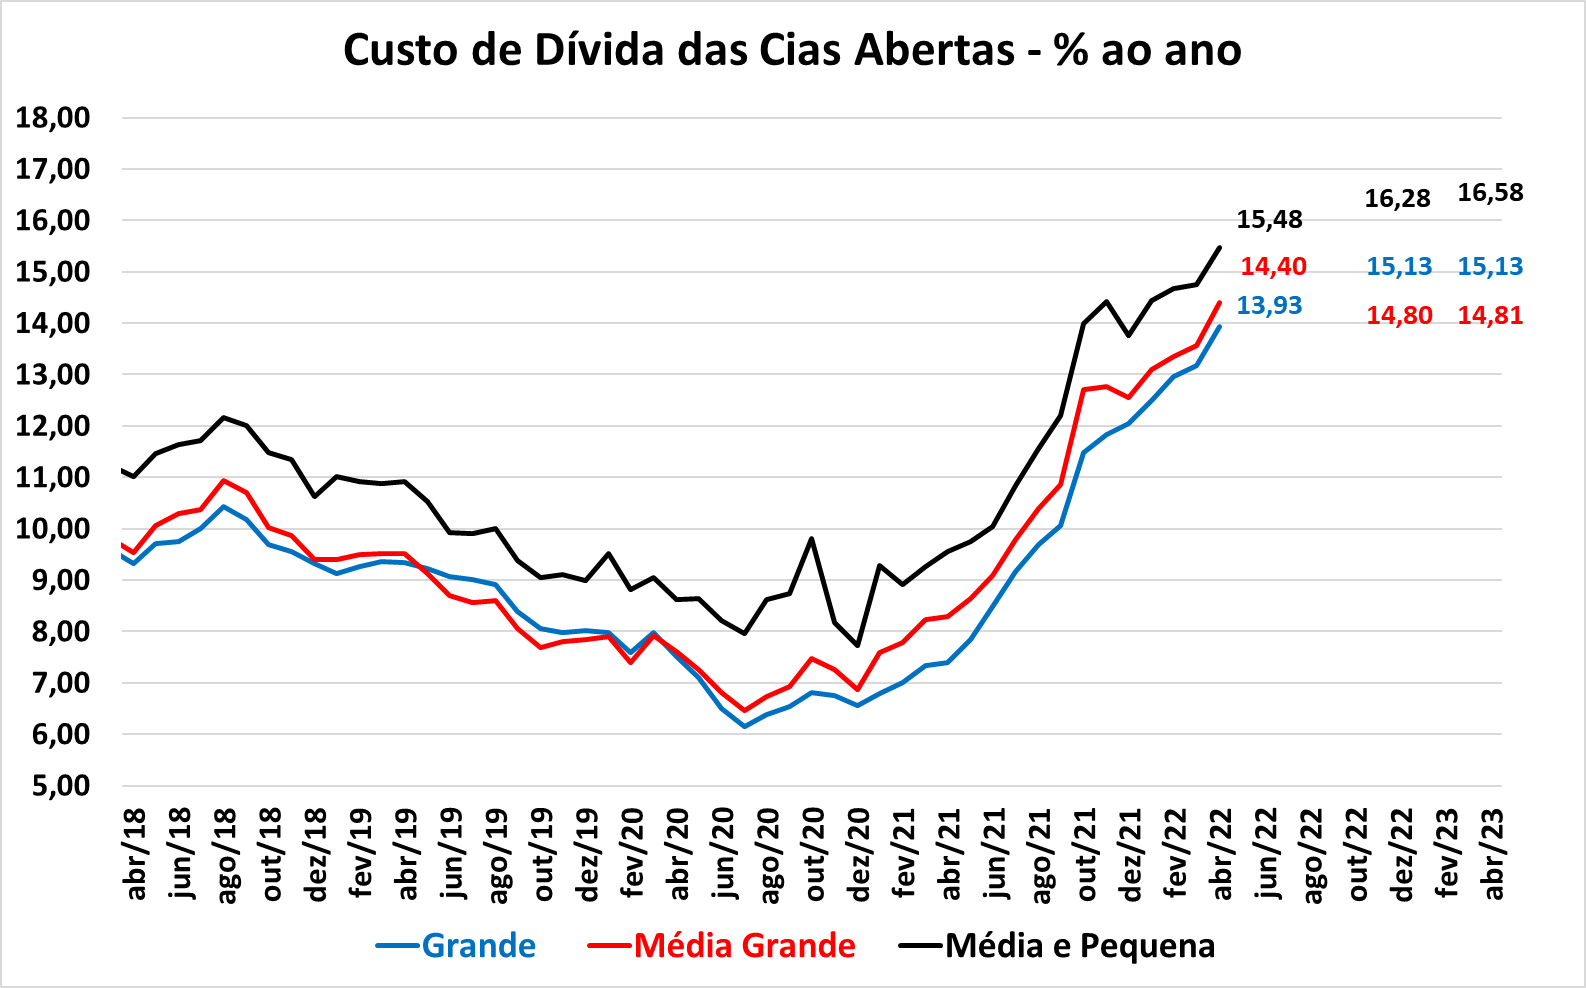 Custo de Dívida das Cias Abertas - % ao ano
18,00
17,00
16,00
15,00
14,00
13,00
12,00
11,00
10,00
9,00
8,00
7,00
6,00
5,00
15,48
14,40
13,93
16,28
15,13
14,80
16,58
15,13
14,81
abr/18
jun/18
ago/18
out/18
dez/18
fev/19
abr/19
jun/19
ago/19
out/19
dez/19
fev/20
abr/20
jun/20
ago/20
out/20
dez/20
fev/21
abr/21
jun/21
ago/21
out/21
dez/21
fev/22
abr/22
jun/22
ago/22
out/22
dez/22
fev/23
abr/23
Grande
Média Grande
Média e Pequena